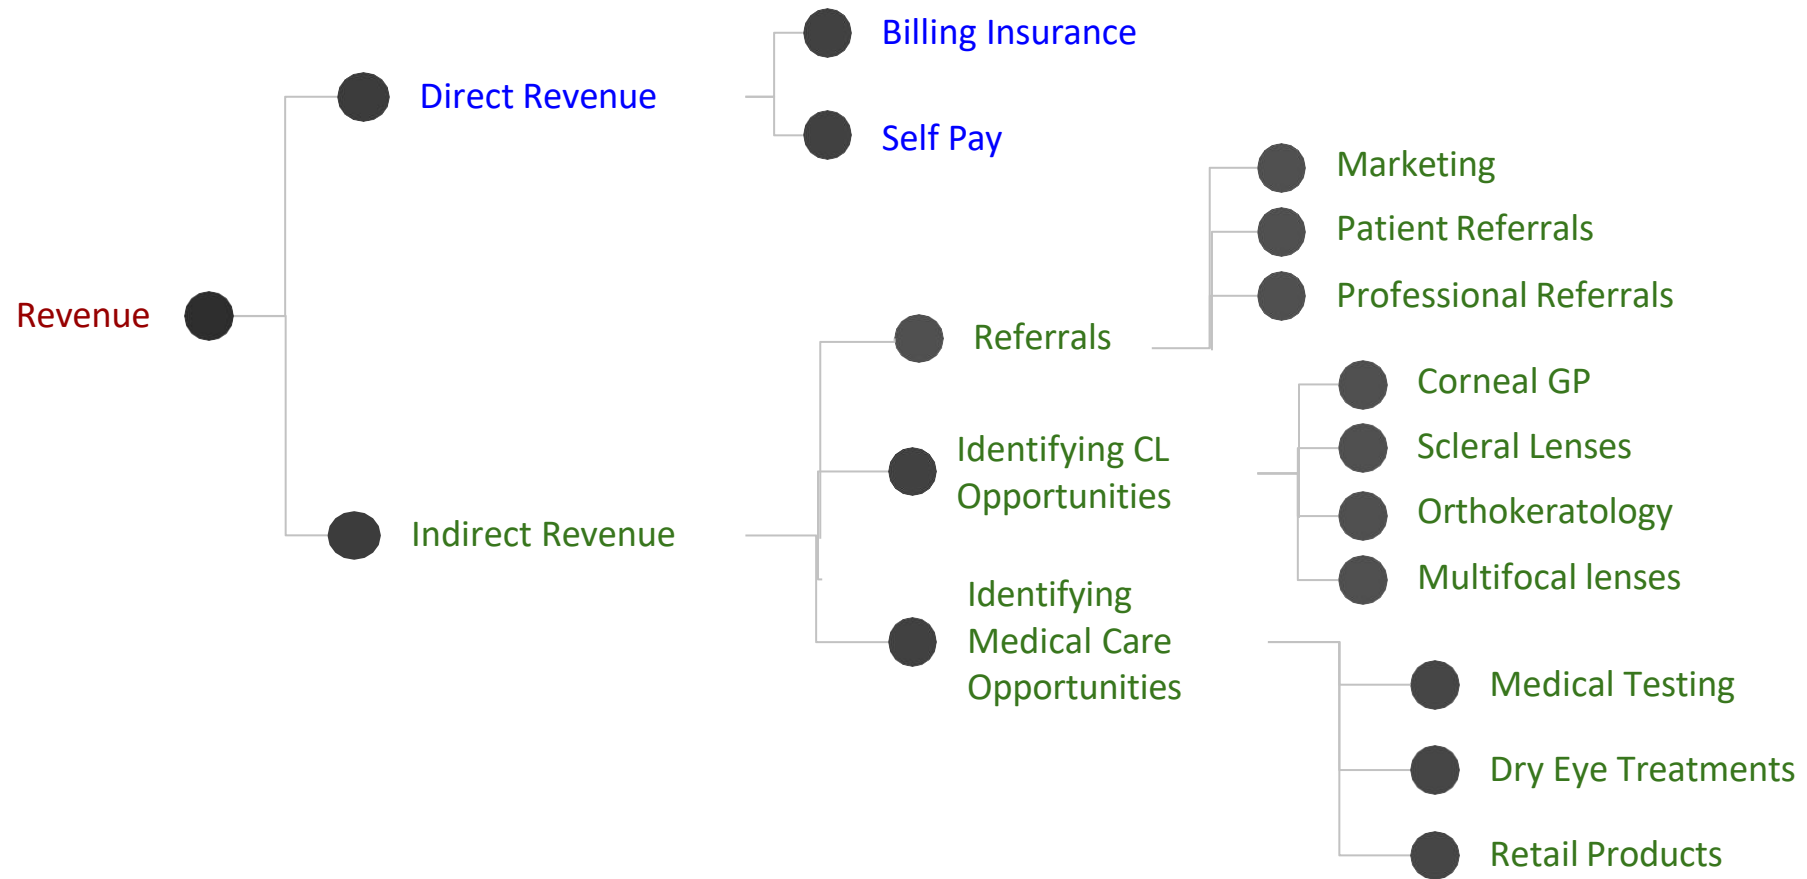 Revenue
Direct Revenue
Billing Insurance
Self Pay
Indirect Revenue
Referrals
Marketing
Patient Referrals
Professional Referrals
Identifying CL
Opportunities
Corneal GP
Scleral Lenses
Orthokeratology
Multifocal lenses
Identifying
Medical Care
Opportunities
Medical Testing
Dry Eye Treatments
Retail Products